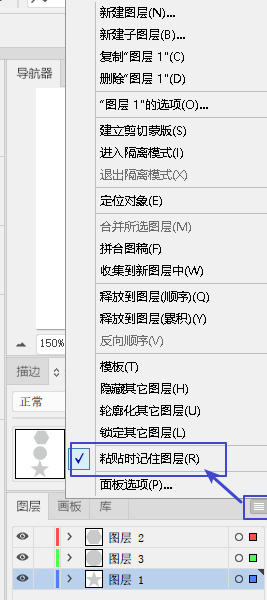 新建图层(N)...
新建子图层(B)...
复制“图层 1”(C)
删除“图层 1”(D)
导航器
“图层 1”的选项(O)...
建立剪切蒙版(S)
进入隔离模式(I)
退出隔离模式(X)
定位对象(E)
合并所选图层(M)
拼合图稿(F)
收集到新图层中(W)
释放到图层(顺序)(Q)
释放到图层(累积)(Y)
反向顺序(V)
150%
模板(T)
描边
隐藏其它图层(H)
正常
轮廓化其它图层(U)
锁定其它图层(L)
粘贴时记住图层(R)
面板选项(P)...
图层 画板 库
图层 2
图层 3
图层 1